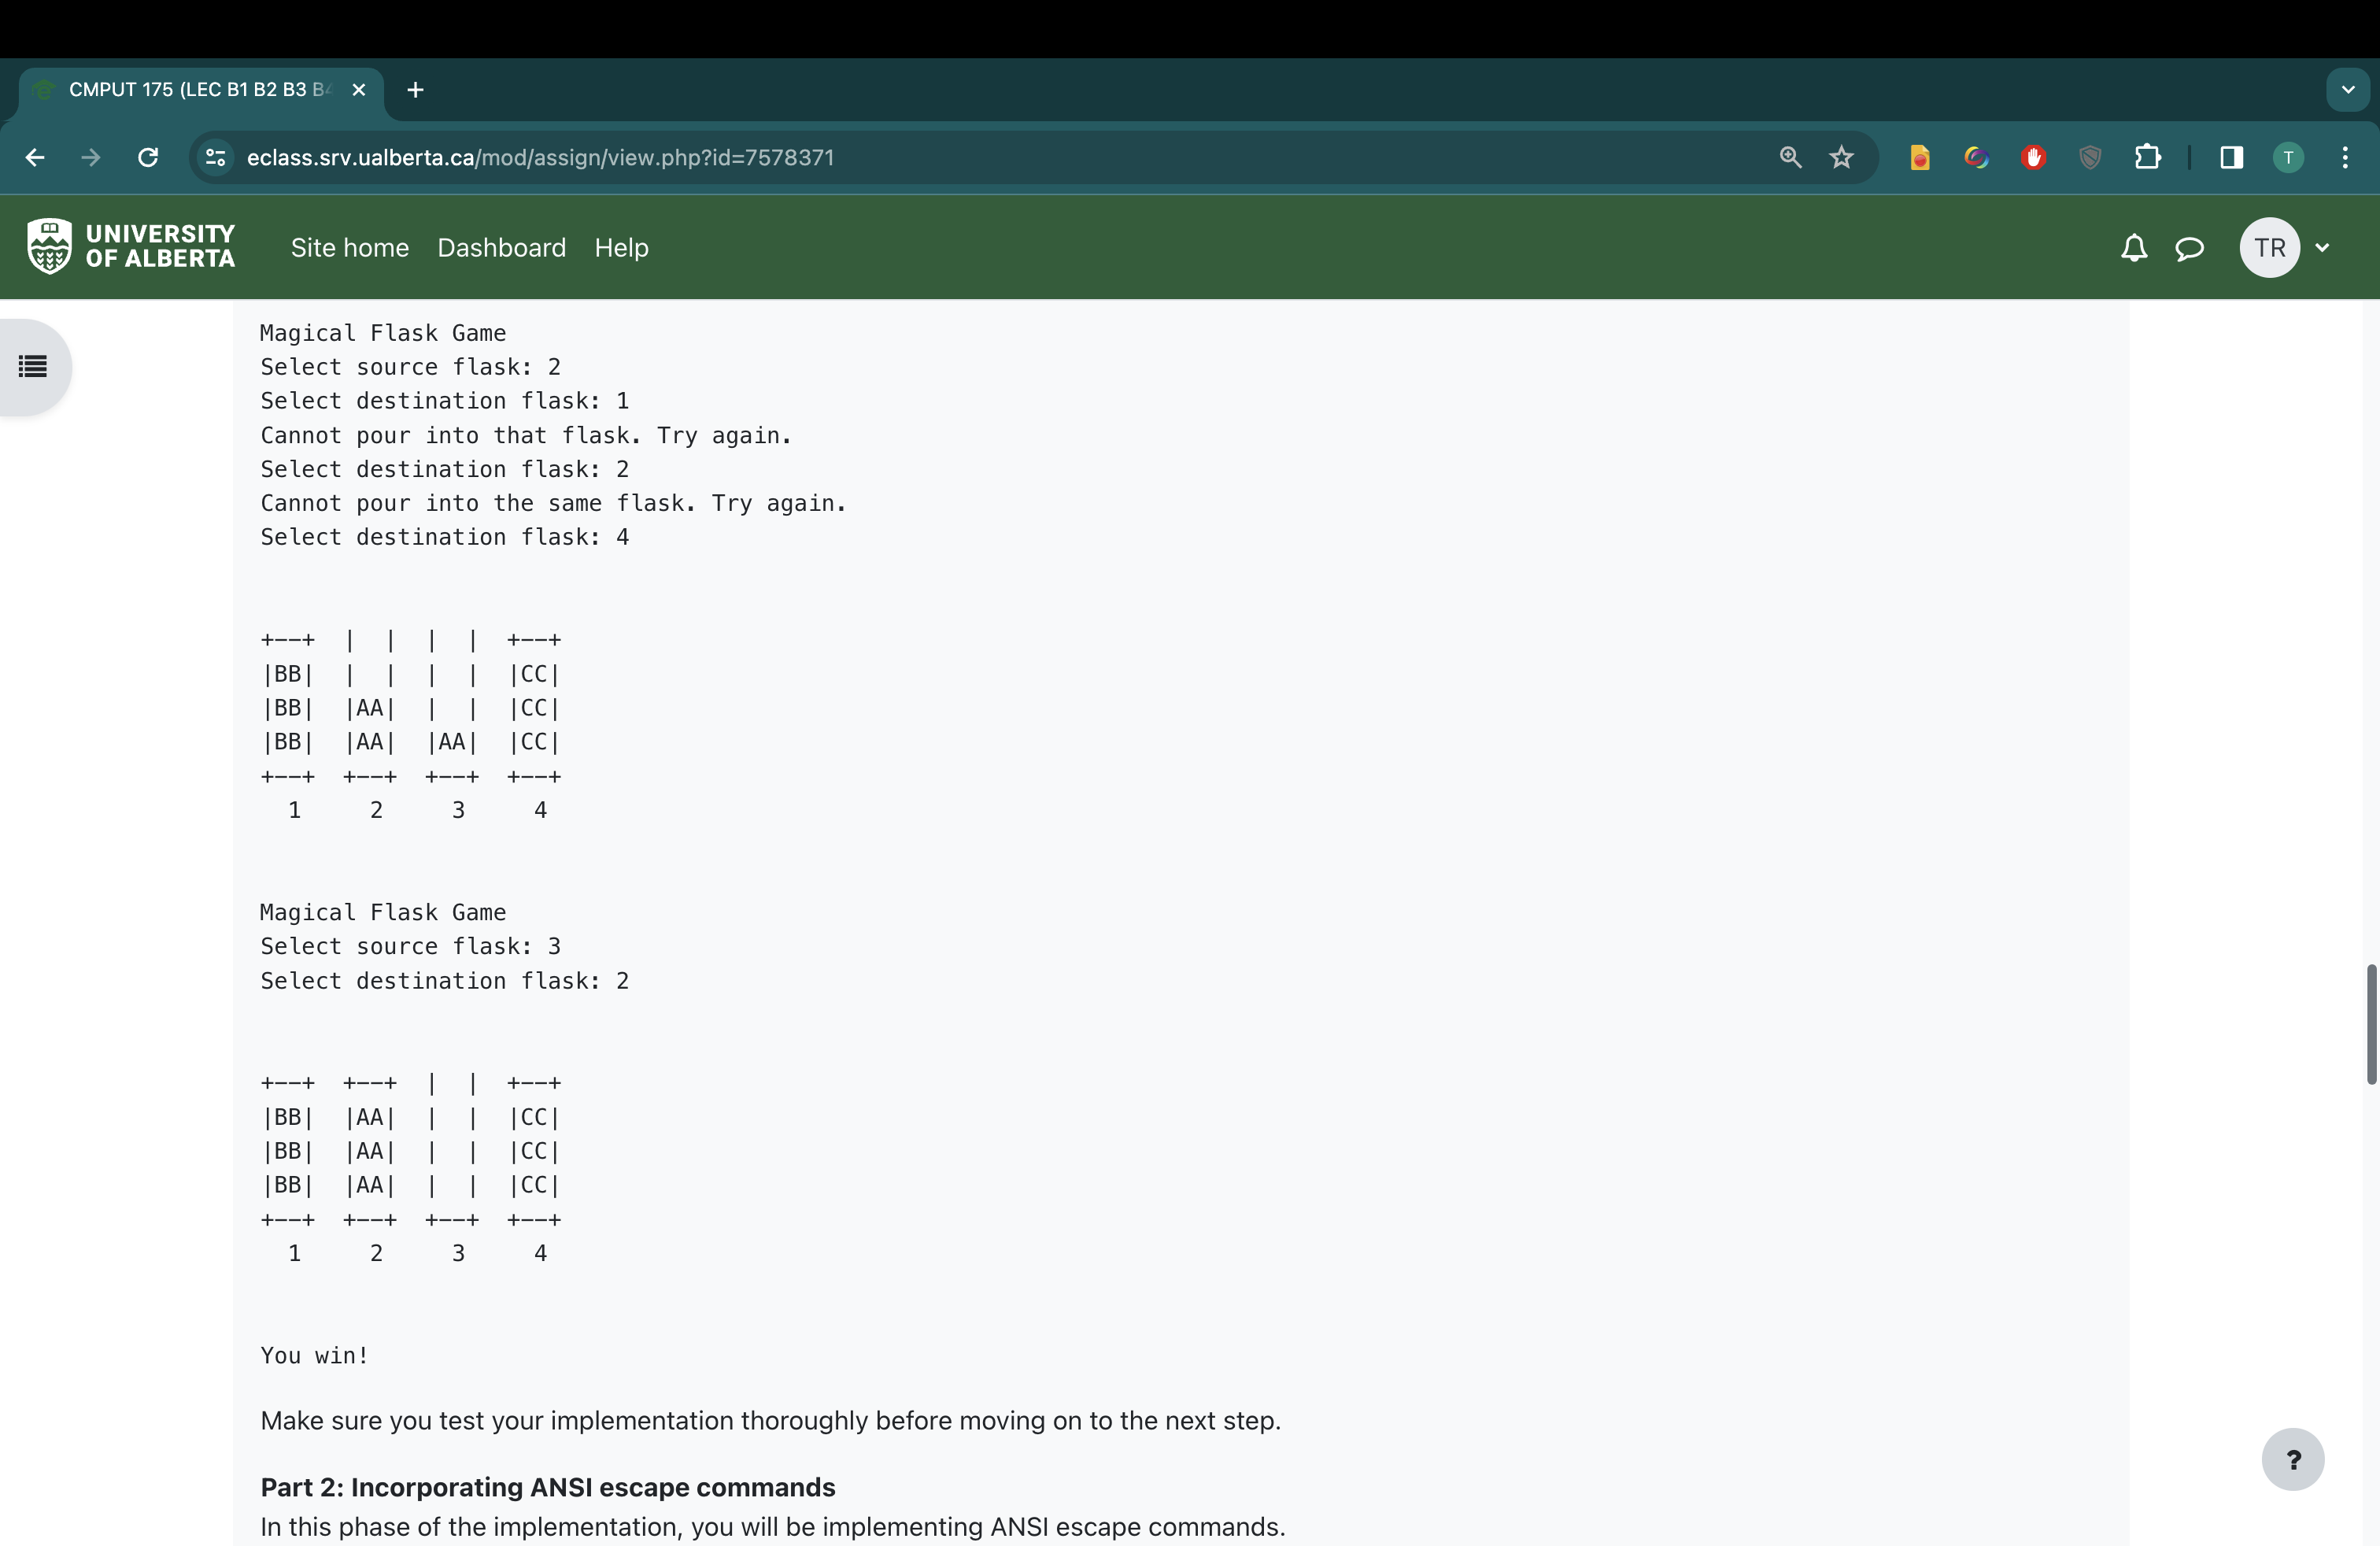 CMPUT 175 (LEC B1 B2 B3 B4
eclass.srv.ualberta.ca/mod/assign/view.php?id=7578371
T
UNIVERSITY
OF ALBERTA
Site home Dashboard Help
TR
Magical Flask Game
Select source flask: 2
Select destination flask: 1
Cannot pour into that flask. Try again.
Select destination flask: 2
Cannot pour into the same flask. Try again.
Select destination flask: 4
+--+  |  |  |  |  +--+
|BB|  |  |  |  |  |CC|
|BB|  |AA|  |  |  |CC|
|BB|  |AA|  |AA|  |CC|
+--+  +--+  +--+  +--+
  1     2     3     4
Magical Flask Game
Select source flask: 3
Select destination flask: 2
+--+  +--+  |  |  +--+
|BB|  |AA|  |  |  |CC|
|BB|  |AA|  |  |  |CC|
|BB|  |AA|  |  |  |CC|
+--+  +--+  +--+  +--+
  1     2     3     4
You win!
Make sure you test your implementation thoroughly before moving on to the next step.
Part 2: Incorporating ANSI escape commands
In this phase of the implementation, you will be implementing ANSI escape commands.
?